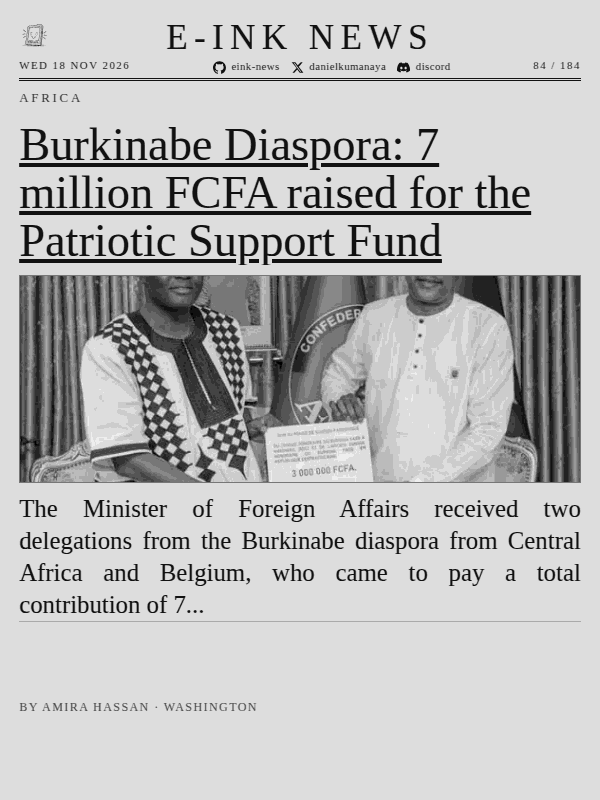 E-INK NEWS
WED 18 NOV 2026
eink-news
danielkumanaya
discord
84 / 184
AFRICA
Burkinabe Diaspora: 7
million FCFA raised for the
Patriotic Support Fund
CONFEDER
3 000 000 FCFA.
The Minister of Foreign Affairs received two
delegations from the Burkinabe diaspora from Central
Africa and Belgium, who came to pay a total
contribution of 7...
BY AMIRA HASSAN · WASHINGTON